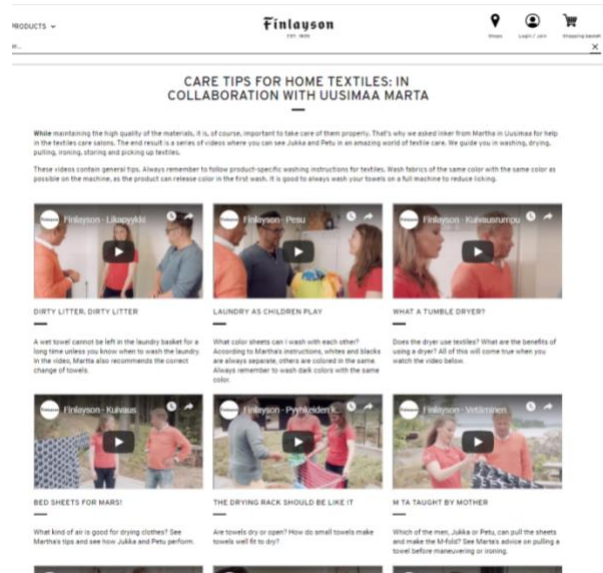 PRODUCTS
Finlayson
EST. 1820
Shops
Login / Join
Shopping basket
CARE TIPS FOR HOME TEXTILES: IN
COLLABORATION WITH UUSIMAA MARTA
While maintaining the high quality of the materials, it is, of course, important to take care of them properly. That's why we asked Inker from Martha in Uusimaa for help
in the textiles care salons. The end result is a series of videos where you can see Jukka and Petu in an amazing world of textile care. We guide you in washing, drying,
pulling, ironing, storing and picking up textiles.
These videos contain general tips. Always remember to follow product-specific washing instructions for textiles. Wash fabrics of the same color with the same color as
possible on the machine, as the product can release color in the first wash. It is good to always wash your towels on a full machine to reduce licking.
Finlayson - Likapyykki
Finlayson - Pesu
Finlayson - Kuivausrumpu
DIRTY LITTER, DIRTY LITTER
LAUNDRY AS CHILDREN PLAY
WHAT A TUMBLE DRYER?
A wet towel cannot be left in the laundry basket for a
long time unless you know when to wash the laundry.
In the video, Martta also recommends the correct
change of towels.
What color sheets can I wash with each other?
According to Martha's instructions, whites and blacks
are always separate, others are colored in the same.
Always remember to wash dark colors with the same
color.
Does the dryer use textiles? What are the benefits of
using a dryer? All of this will come true when you
watch the video below.
Finlayson - Kuivaus
Finlayson - Pyyhkeiden k...
Finlayson - Vetäminen
BED SHEETS FOR MARS!
THE DRYING RACK SHOULD BE LIKE IT
M TA TAUGHT BY MOTHER
What kind of air is good for drying clothes? See
Martha's tips and see how Jukka and Petu perform.
Are towels dry or open? How do small towels make
towels well fit to dry?
Which of the men, Jukka or Petu, can pull the sheets
and make the M-fold? See Marta's advice on pulling a
towel before maneuvering or ironing.